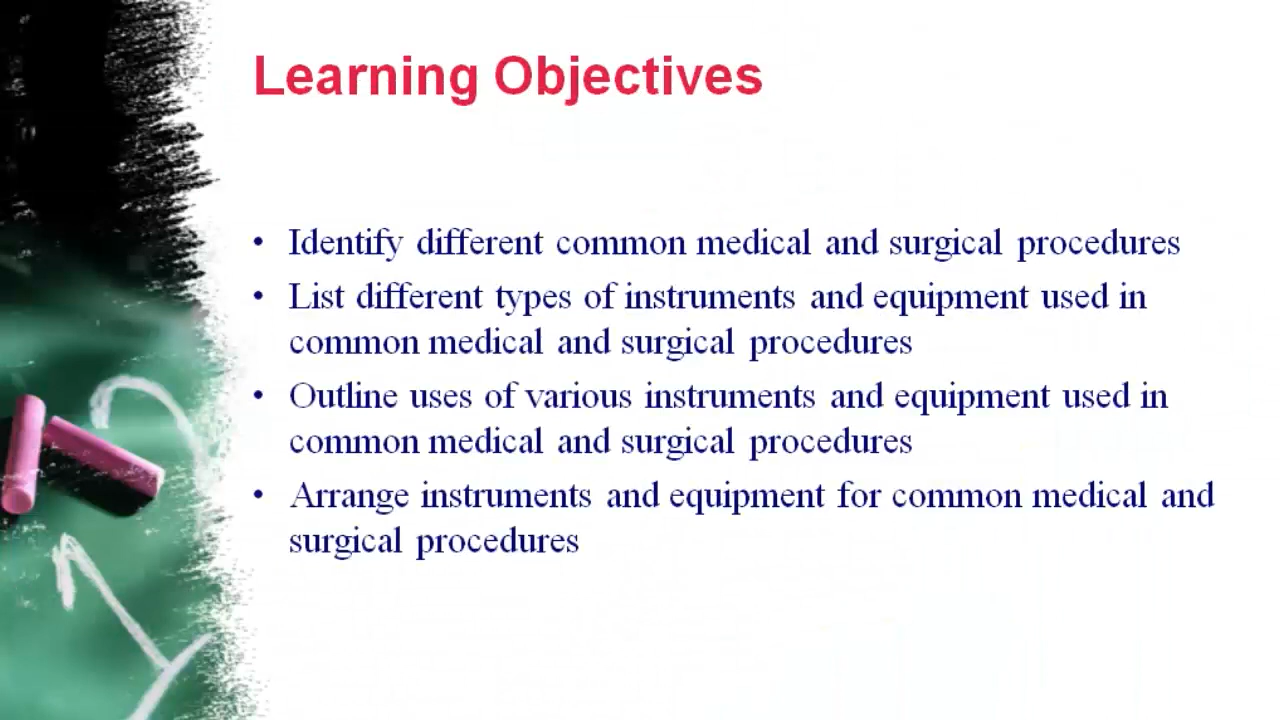 Learning Objectives
• Identify different common medical and surgical procedures
• List different types of instruments and equipment used in
common medical and surgical procedures
• Outline uses of various instruments and equipment used in
common medical and surgical procedures
• Arrange instruments and equipment for common medical and
surgical procedures